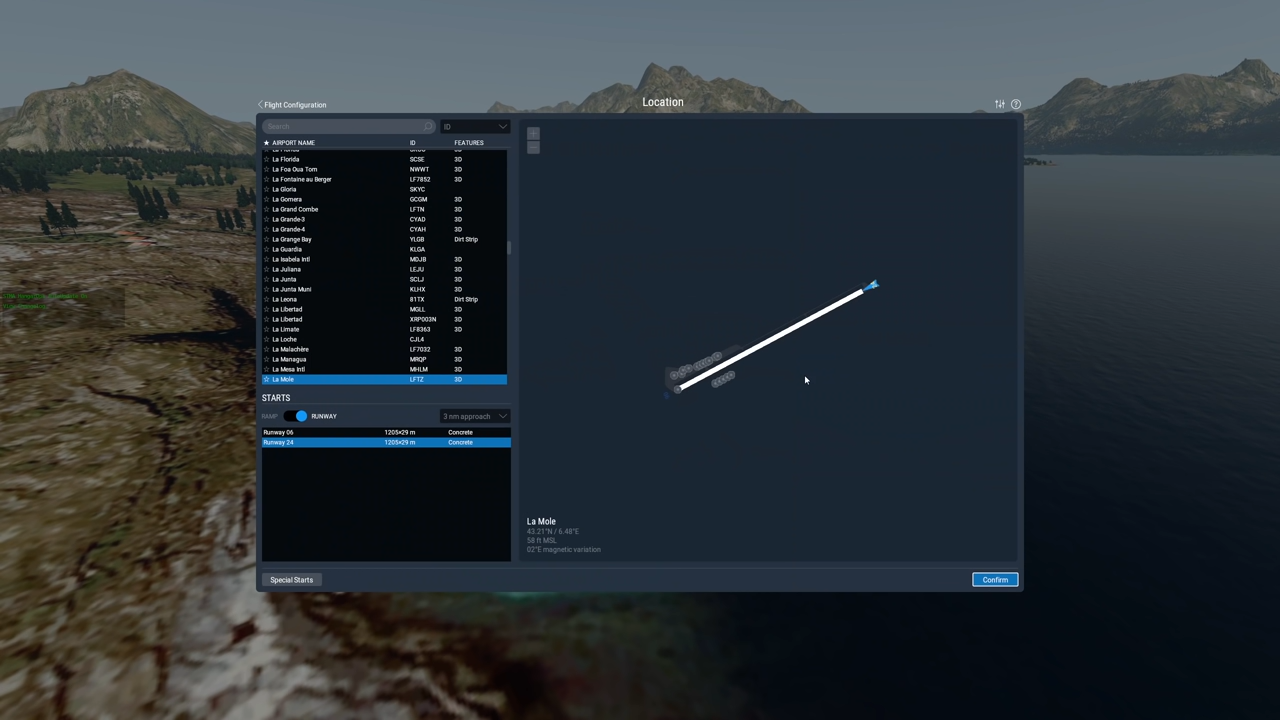 Flight Configuration
Location
Search
ID
AIRPORT NAME ID FEATURES
La Florida SCSE 3D
La Foa Oua Tom NWWT 3D
La Fontaine au Berger LF7852 3D
La Gloria SKYC
La Gomera GCGM 3D
La Grand Combe LFTN 3D
La Grande-3 CYAD 3D
La Grande-4 CYAH 3D
La Grange Bay YLGB Dirt Strip
La Guardia KLGA
La Isabela Intl MDJB 3D
La Juliana LEJU 3D
La Junta SCLJ 3D
La Junta Muni KLHX 3D
La Leona 81TX Dirt Strip
La Libertad MGLL 3D
La Libertad XRP003N 3D
La Limate LF8363 3D
La Loche CJL4
La Malachère LF7032 3D
La Managua MRQP 3D
La Mesa Intl MHLM 3D
La Mole LFTZ 3D
STARTS
RAMP RUNWAY 3 nm approach
Runway 06 1205×29 m Concrete
Runway 24 1205×29 m Concrete
La Mole
43.21°N / 6.48°E
58 ft MSL
02°E magnetic variation
Special Starts
Confirm